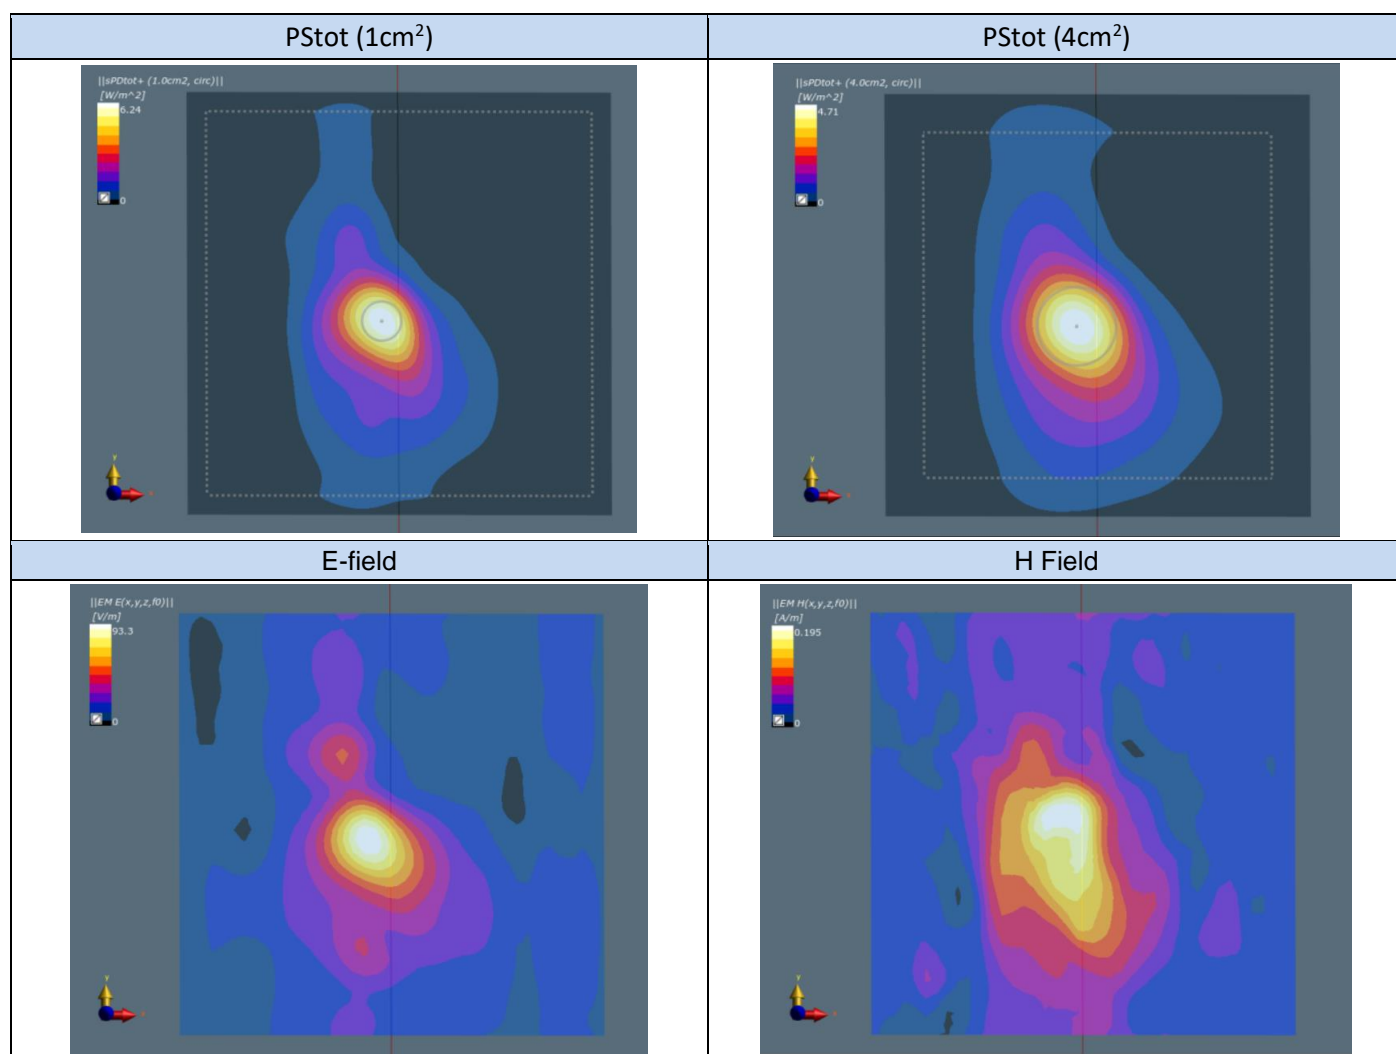 PStot (1cm²)
PStot (4cm²)
||sPDtot+ (1.0cm2, circ)||
[W/m^2]
6.24
0
y
x
||sPDtot+ (4.0cm2, circ)||
[W/m^2]
4.71
0
y
x
E-field
H Field
||EM E(x,y,z,f0)||
[V/m]
93.3
0
y
x
||EM H(x,y,z,f0)||
[A/m]
0.195
0
y
x